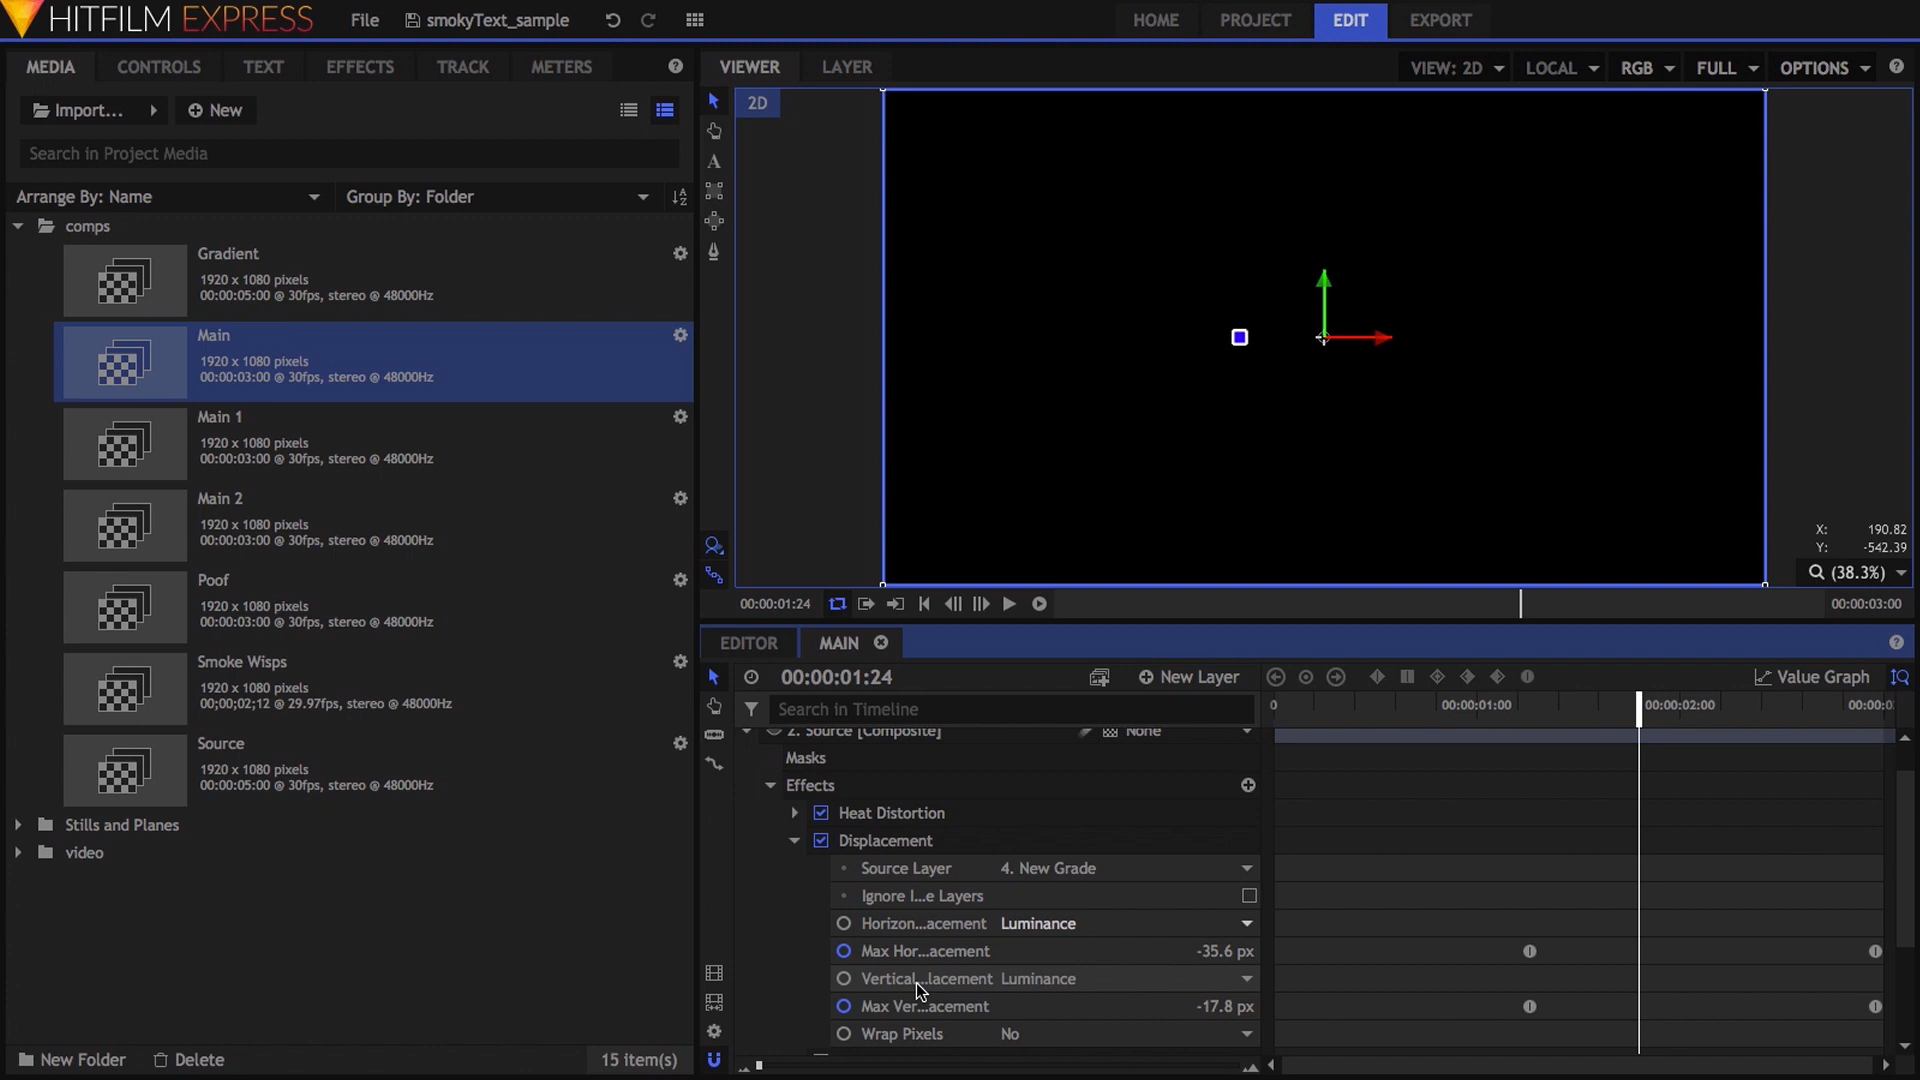 HITFILM EXPRESS
File
smokyText_sample
HOME
PROJECT
EDIT
EXPORT
MEDIA
CONTROLS
TEXT
EFFECTS
TRACK
METERS
Import...
New
Search in Project Media
Arrange By: Name
Group By: Folder
comps
Gradient
1920 x 1080 pixels
00:00:05:00 @ 30fps, stereo @ 48000Hz
Main
1920 x 1080 pixels
00:00:03:00 @ 30fps, stereo @ 48000Hz
Main 1
1920 x 1080 pixels
00:00:03:00 @ 30fps, stereo @ 48000Hz
Main 2
1920 x 1080 pixels
00:00:03:00 @ 30fps, stereo @ 48000Hz
Poof
1920 x 1080 pixels
00:00:03:00 @ 30fps, stereo @ 48000Hz
Smoke Wisps
1920 x 1080 pixels
00;00;02;12 @ 29.97fps, stereo @ 48000Hz
Source
1920 x 1080 pixels
00:00:05:00 @ 30fps, stereo @ 48000Hz
Stills and Planes
video
New Folder
Delete
15 item(s)
VIEWER
LAYER
VIEW: 2D
LOCAL
RGB
FULL
OPTIONS
2D
X: 190.82
Y: -542.39
(38.3%)
00:00:01:24
00:00:03:00
EDITOR
MAIN
00:00:01:24
New Layer
Value Graph
Search in Timeline
0
00:00:01:00
00:00:02:00
00:00:0
2. Source [Composite]
None
Masks
Effects
Heat Distortion
Displacement
Source Layer
4. New Grade
Ignore I...e Layers
Horizon...acement
Luminance
Max Hor...acement
-35.6 px
Vertical...lacement
Luminance
Max Ver...acement
-17.8 px
Wrap Pixels
No